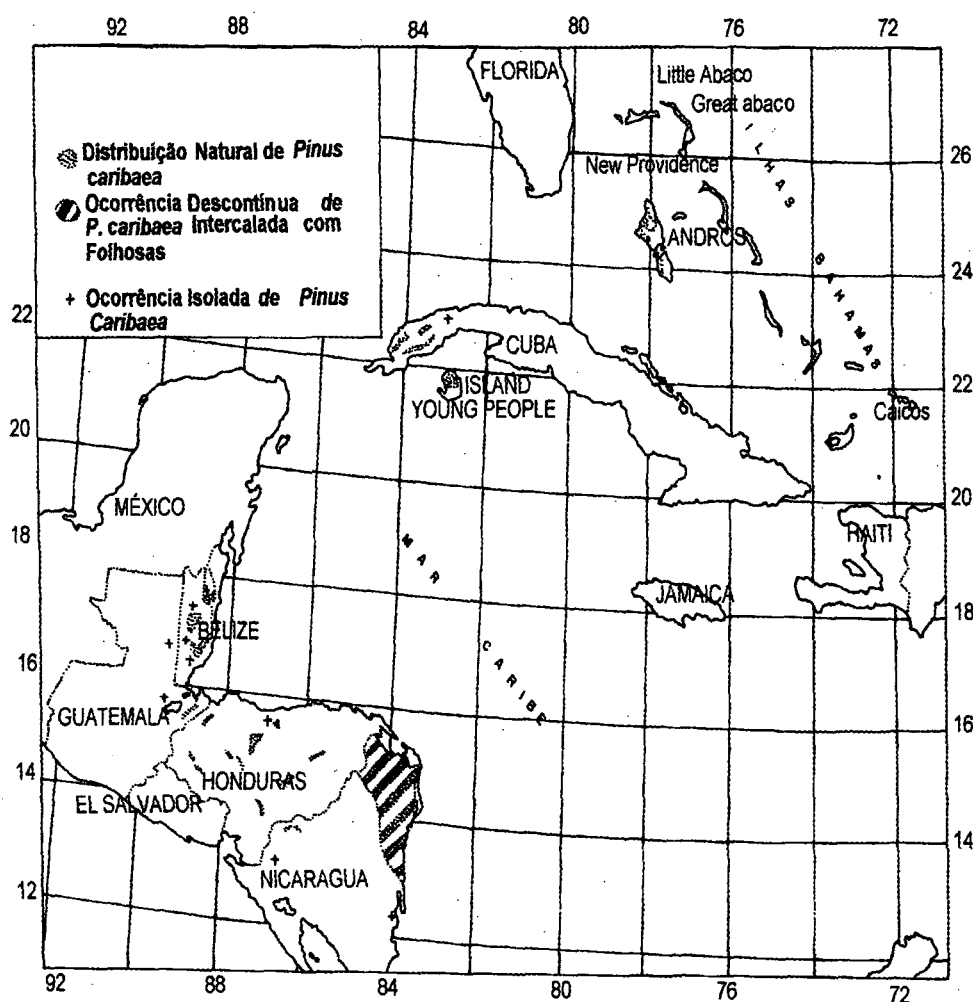 92 88 84 80 76 72
FLORIDA
Little Abaco
Great abaco
Distribuição Natural de Pinus
caribaea
Ocorrência Descontínua de
P. caribaea Intercalada com
Folhosas
+ Ocorrência Isolada de Pinus
Caribaea
New Providence
ILHAS BAHAMAS
ANDROS
26
24
22
CUBA
22
ISLAND
YOUNG PEOPLE
Caicos
20
20
MÉXICO
MAR CARIBE
18
HAITI
JAMAICA
18
BELIZE
16
GUATEMALA
16
14
HONDURAS
EL SALVADOR
14
NICARAGUA
12
92 88 84 80 76 72